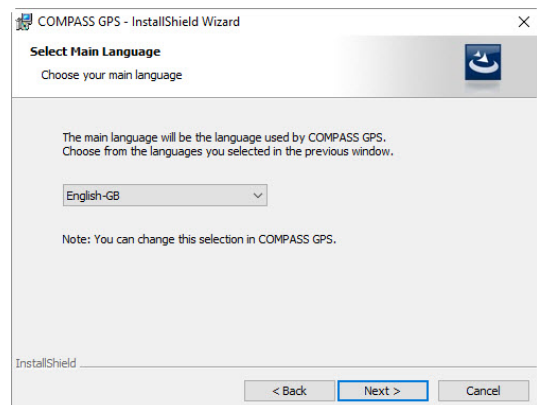 COMPASS GPS - InstallShield Wizard
Select Main Language
Choose your main language
The main language will be the language used by COMPASS GPS.
Choose from the languages you selected in the previous window.
English-GB
Note: You can change this selection in COMPASS GPS.
InstallShield
< Back Next > Cancel